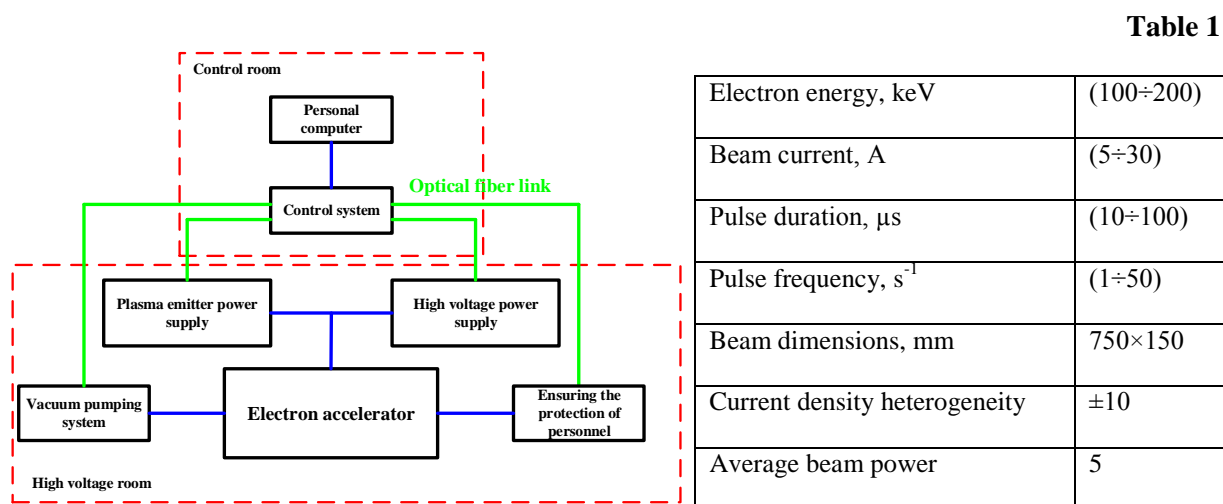 Table 1
Control room
Personal
computer
Optical fiber link
Control system
Plasma emitter power
supply
High voltage power
supply
Vacuum pumping
system
Electron accelerator
Ensuring the
protection of
personnel
High voltage room
Electron energy, keV (100÷200)
Beam current, A (5÷30)
Pulse duration, µs (10÷100)
Pulse frequency, s⁻¹ (1÷50)
Beam dimensions, mm 750×150
Current density heterogeneity ±10
Average beam power 5